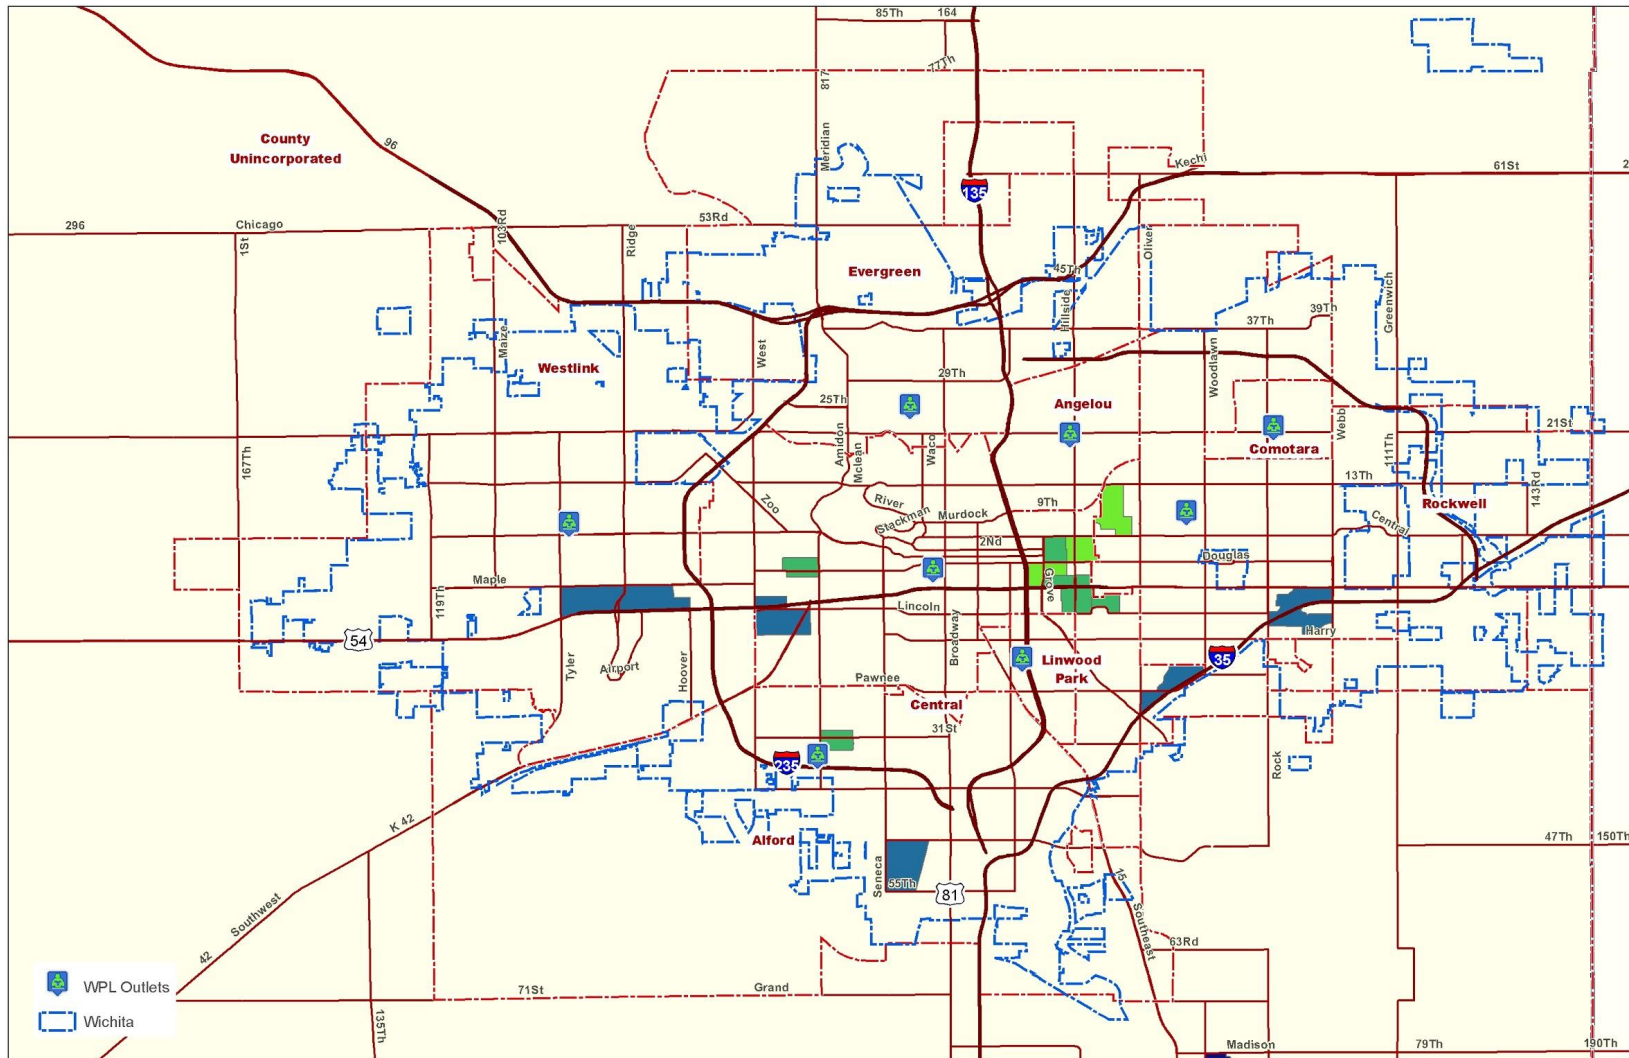 85Th
164
77Th
817
County
Unincorporated
96
Meridian
Kechi
61St
2
135
296
Chicago
1St
103Rd
Ridge
53Rd
Oliver
Evergreen
45Th
Hillside
Greenwich
37Th
39Th
Maize
West
Westlink
29Th
Woodlawn
25Th
Angelou
Webb
21St
Amidon
Mclean
Waco
Comotara
167Th
111Th
13Th
143Rd
Zoo
River
9Th
Rockwell
Stackman
Murdock
Central
2Nd
Douglas
Maple
Grove
119Th
Lincoln
Broadway
Harry
54
Tyler
Airport
Hoover
Pawnee
Linwood
Park
35
Central
31St
235
Rock
K 42
Alford
47Th
150Th
Seneca
55Th
81
15
Southeast
Southwest
42
63Rd
WPL Outlets
71St
Grand
Wichita
135Th
Madison
79Th
190Th